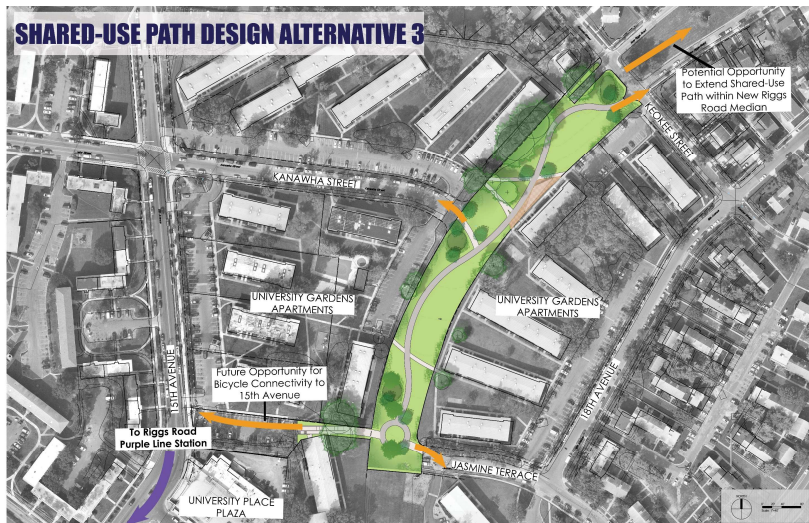 SHARED-USE PATH DESIGN ALTERNATIVE 3
Potential Opportunity
to Extend Shared-Use
Path within New Riggs
Road Median
KEOKEE STREET
KANAWHA STREET
UNIVERSITY GARDENS
APARTMENTS
UNIVERSITY GARDENS
APARTMENTS
15TH AVENUE
18TH AVENUE
Future Opportunity for
Bicycle Connectivity to
15th Avenue
To Riggs Road
Purple Line Station
JASMINE TERRACE
UNIVERSITY PLACE
PLAZA